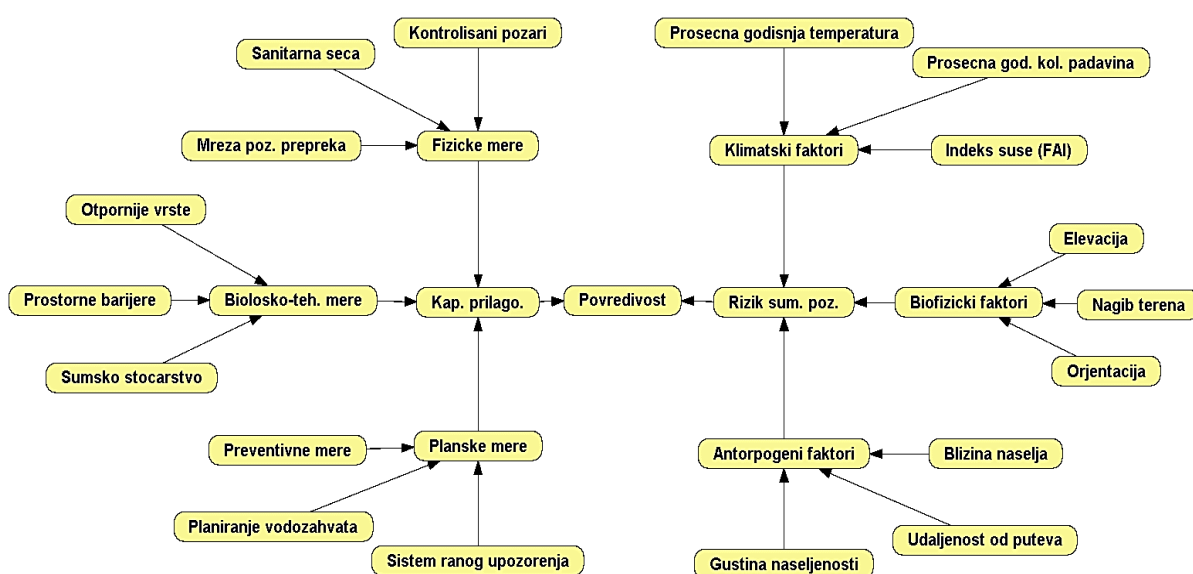 Kontrolisani pozari
Prosecna godisnja temperatura
Sanitarna seca
Prosecna god. kol. padavina
Mreza poz. prepreka
Fizicke mere
Klimatski faktori
Indeks suse (FAI)
Otpornije vrste
Elevacija
Prostorne barijere
Biolosko-teh. mere
Kap. prilago.
Povredivost
Rizik sum. poz.
Biofizicki faktori
Nagib terena
Sumsko stocarstvo
Orjentacija
Preventivne mere
Planske mere
Antorpogeni faktori
Blizina naselja
Planiranje vodozahvata
Udaljenost od puteva
Sistem ranog upozorenja
Gustina naseljenosti